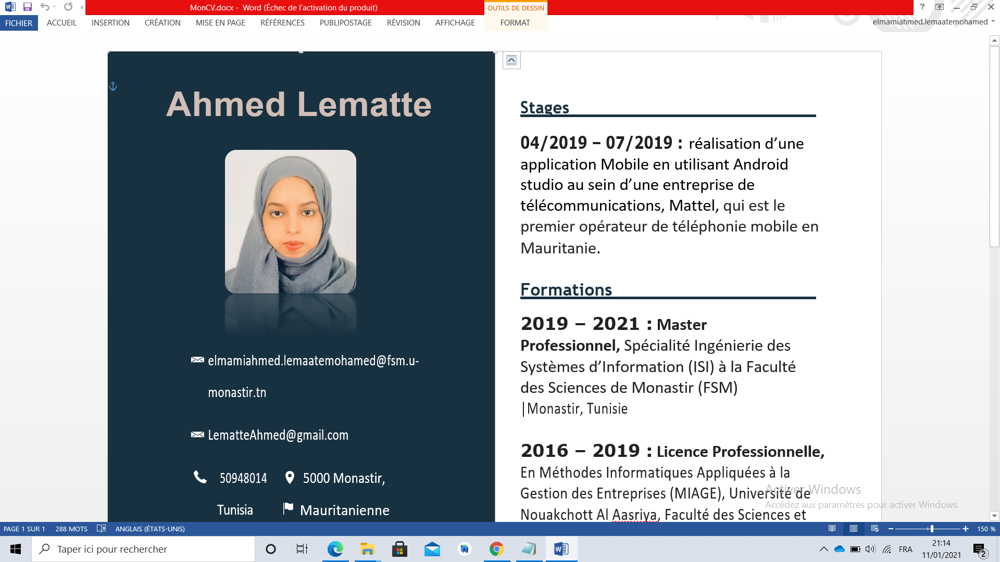 MonCV.docx - Word (Échec de l'activation du produit)
OUTILS DE DESSIN
?
FICHIER ACCUEIL INSERTION CRÉATION MISE EN PAGE RÉFÉRENCES PUBLIPOSTAGE RÉVISION AFFICHAGE FORMAT
elmamiahmed.lemaatemohamed
Ahmed Lematte
elmamiahmed.lemaatemohamed@fsm.u-
monastir.tn
LematteAhmed@gmail.com
50948014 5000 Monastir,
Tunisia Mauritanienne
Stages
04/2019 – 07/2019 : réalisation d'une
application Mobile en utilisant Android
studio au sein d'une entreprise de
télécommunications, Mattel, qui est le
premier opérateur de téléphonie mobile en
Mauritanie.
Formations
2019 – 2021 : Master
Professionnel, Spécialité Ingénierie des
Systèmes d'Information (ISI) à la Faculté
des Sciences de Monastir (FSM)
|Monastir, Tunisie
2016 – 2019 : Licence Professionnelle,
En Méthodes Informatiques Appliquées à la
Gestion des Entreprises (MIAGE), Université de
Nouakchott Al Aasriya, Faculté des Sciences et
Activer Windows
Accédez aux paramètres pour activer Windows.
PAGE 1 SUR 1 288 MOTS ANGLAIS (ÉTATS-UNIS) 150 %
Taper ici pour rechercher
FRA
21:14
11/01/2021
2